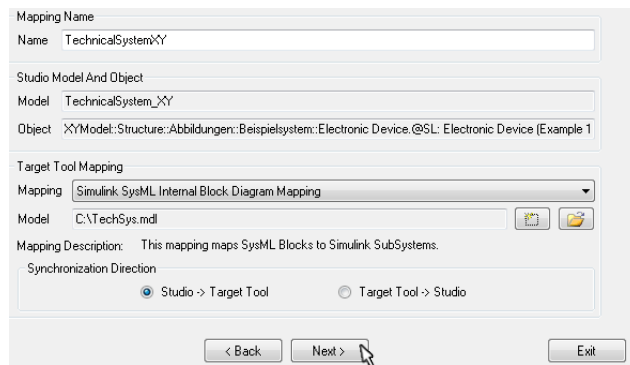 Mapping Name
Name TechnicalSystemXY
Studio Model And Object
Model TechnicalSystem_XY
Object XYModel::Structure::Abbildungen::Beispielsystem::Electronic Device.@SL: Electronic Device (Example 1
Target Tool Mapping
Mapping Simulink SysML Internal Block Diagram Mapping
Model C:\TechSys.mdl
Mapping Description: This mapping maps SysML Blocks to Simulink SubSystems.
Synchronization Direction
Studio -> Target Tool Target Tool -> Studio
< Back Next > Exit